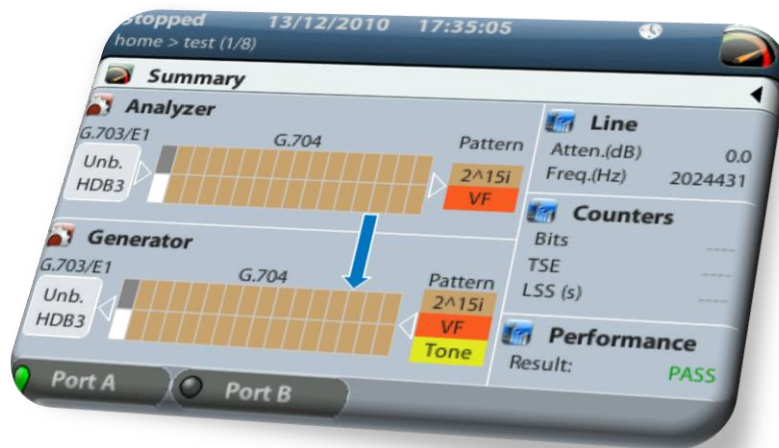 Stopped 13/12/2010 17:35:05
home > test (1/8)
Summary
Analyzer
G.703/E1 G.704 Pattern
Unb.
HDB3
2^15i
VF
Generator
G.703/E1 G.704 Pattern
Unb.
HDB3
2^15i
VF
Tone
Line
Atten.(dB) 0.0
Freq.(Hz) 2024431
Counters
Bits ----
TSE ----
LSS (s) ----
Performance
Result: PASS
Port A Port B